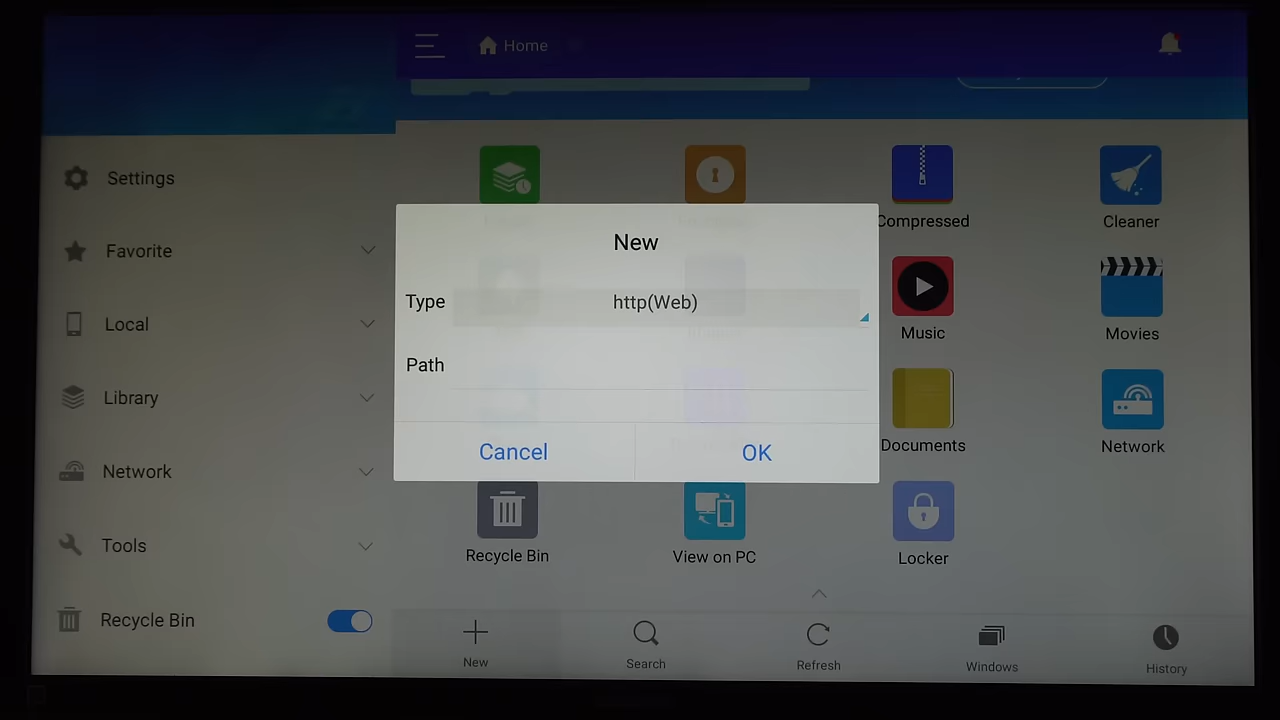 Home
Settings
Favorite
Local
Library
Network
Tools
Recycle Bin
Compressed
Cleaner
Music
Movies
Documents
Network
Recycle Bin
View on PC
Locker
New
Type
http(Web)
Path
Cancel
OK
New
Search
Refresh
Windows
History